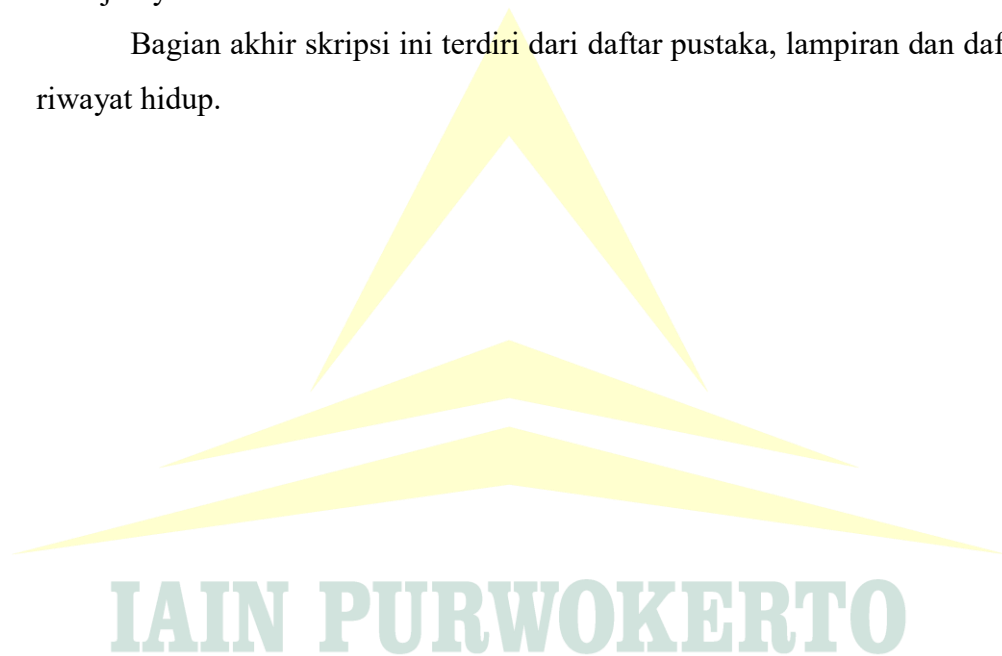 Bagian akhir skripsi ini terdiri dari daftar pustaka, lampiran dan daf
riwayat hidup.
IAIN PURWOKERTO